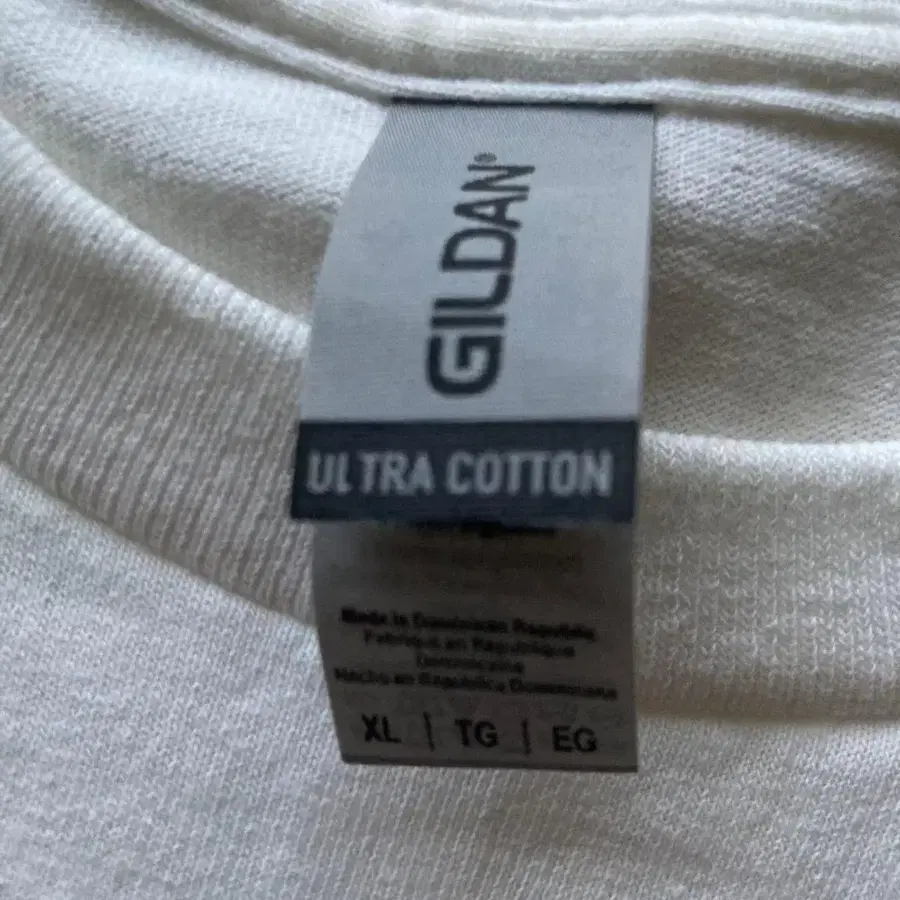 GILDAN®
ULTRA COTTON
Made in Dominican Republic
Fabriqué en République
Dominicaine
Hecho en República Dominicana
XL | TG | EG